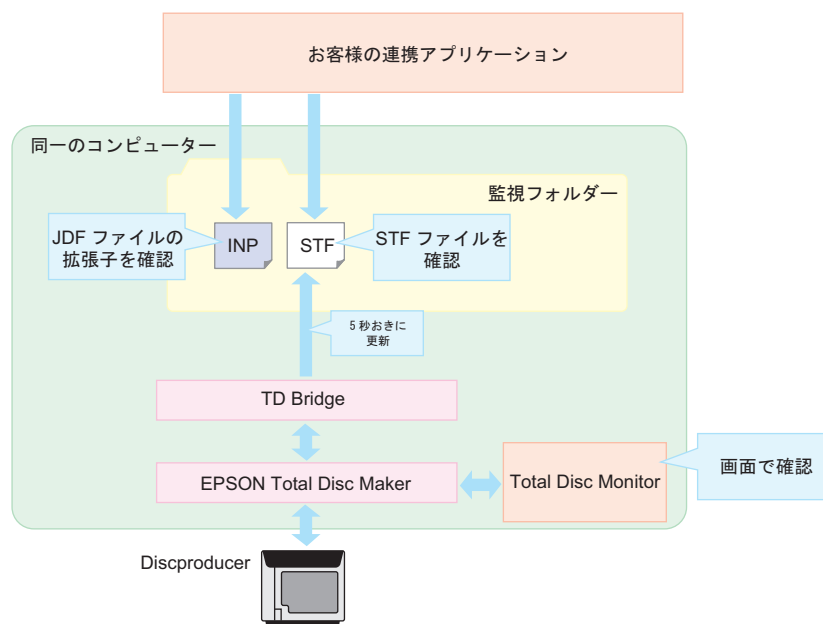 お客様の連携アプリケーション
同一のコンピューター
監視フォルダー
JDF ファイルの
拡張子を確認
INP
STF
STF ファイルを
確認
5 秒おきに
更新
TD Bridge
EPSON Total Disc Maker
Total Disc Monitor
画面で確認
Discproducer